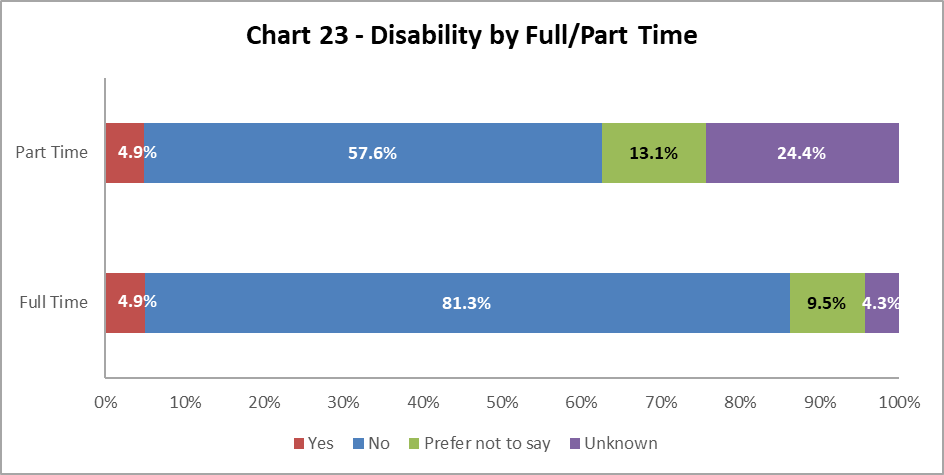 Chart 23 - Disability by Full/Part Time
Part Time
4.9%
57.6%
13.1%
24.4%
Full Time
4.9%
81.3%
9.5%
4.3%
0% 10% 20% 30% 40% 50% 60% 70% 80% 90% 100%
Yes No Prefer not to say Unknown